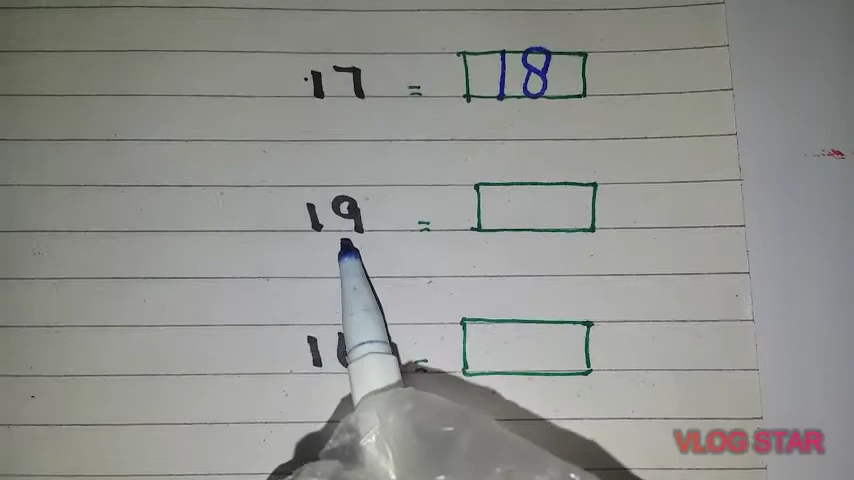 17 = 18
19 =
VLOG STAR